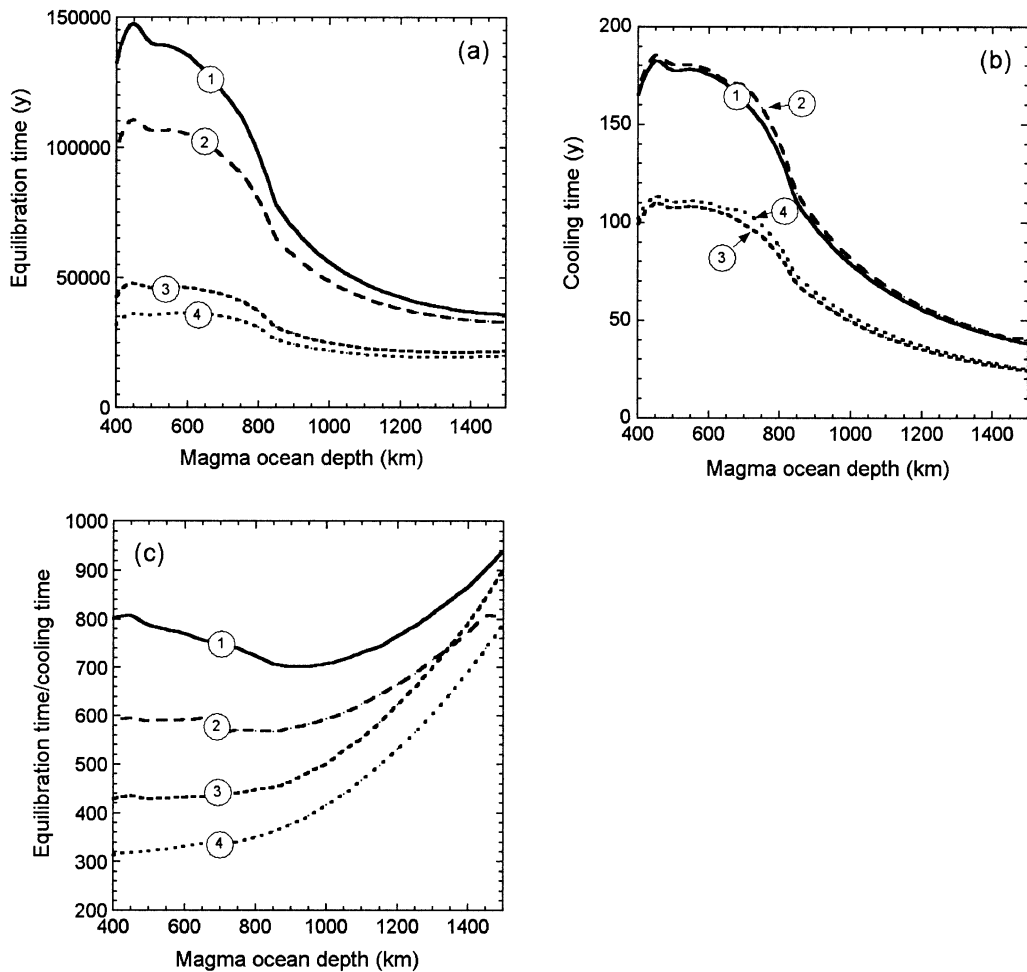 150000
100000
50000
0
Equilibration time (y)
(a)
1
2
3
4
400 600 800 1000 1200 1400
Magma ocean depth (km)
200
150
100
50
0
Cooling time (y)
(b)
1
2
4
3
400 600 800 1000 1200 1400
Magma ocean depth (km)
1000
900
800
700
600
500
400
300
200
Equilibration time/cooling time
(c)
1
2
3
4
400 600 800 1000 1200 1400
Magma ocean depth (km)